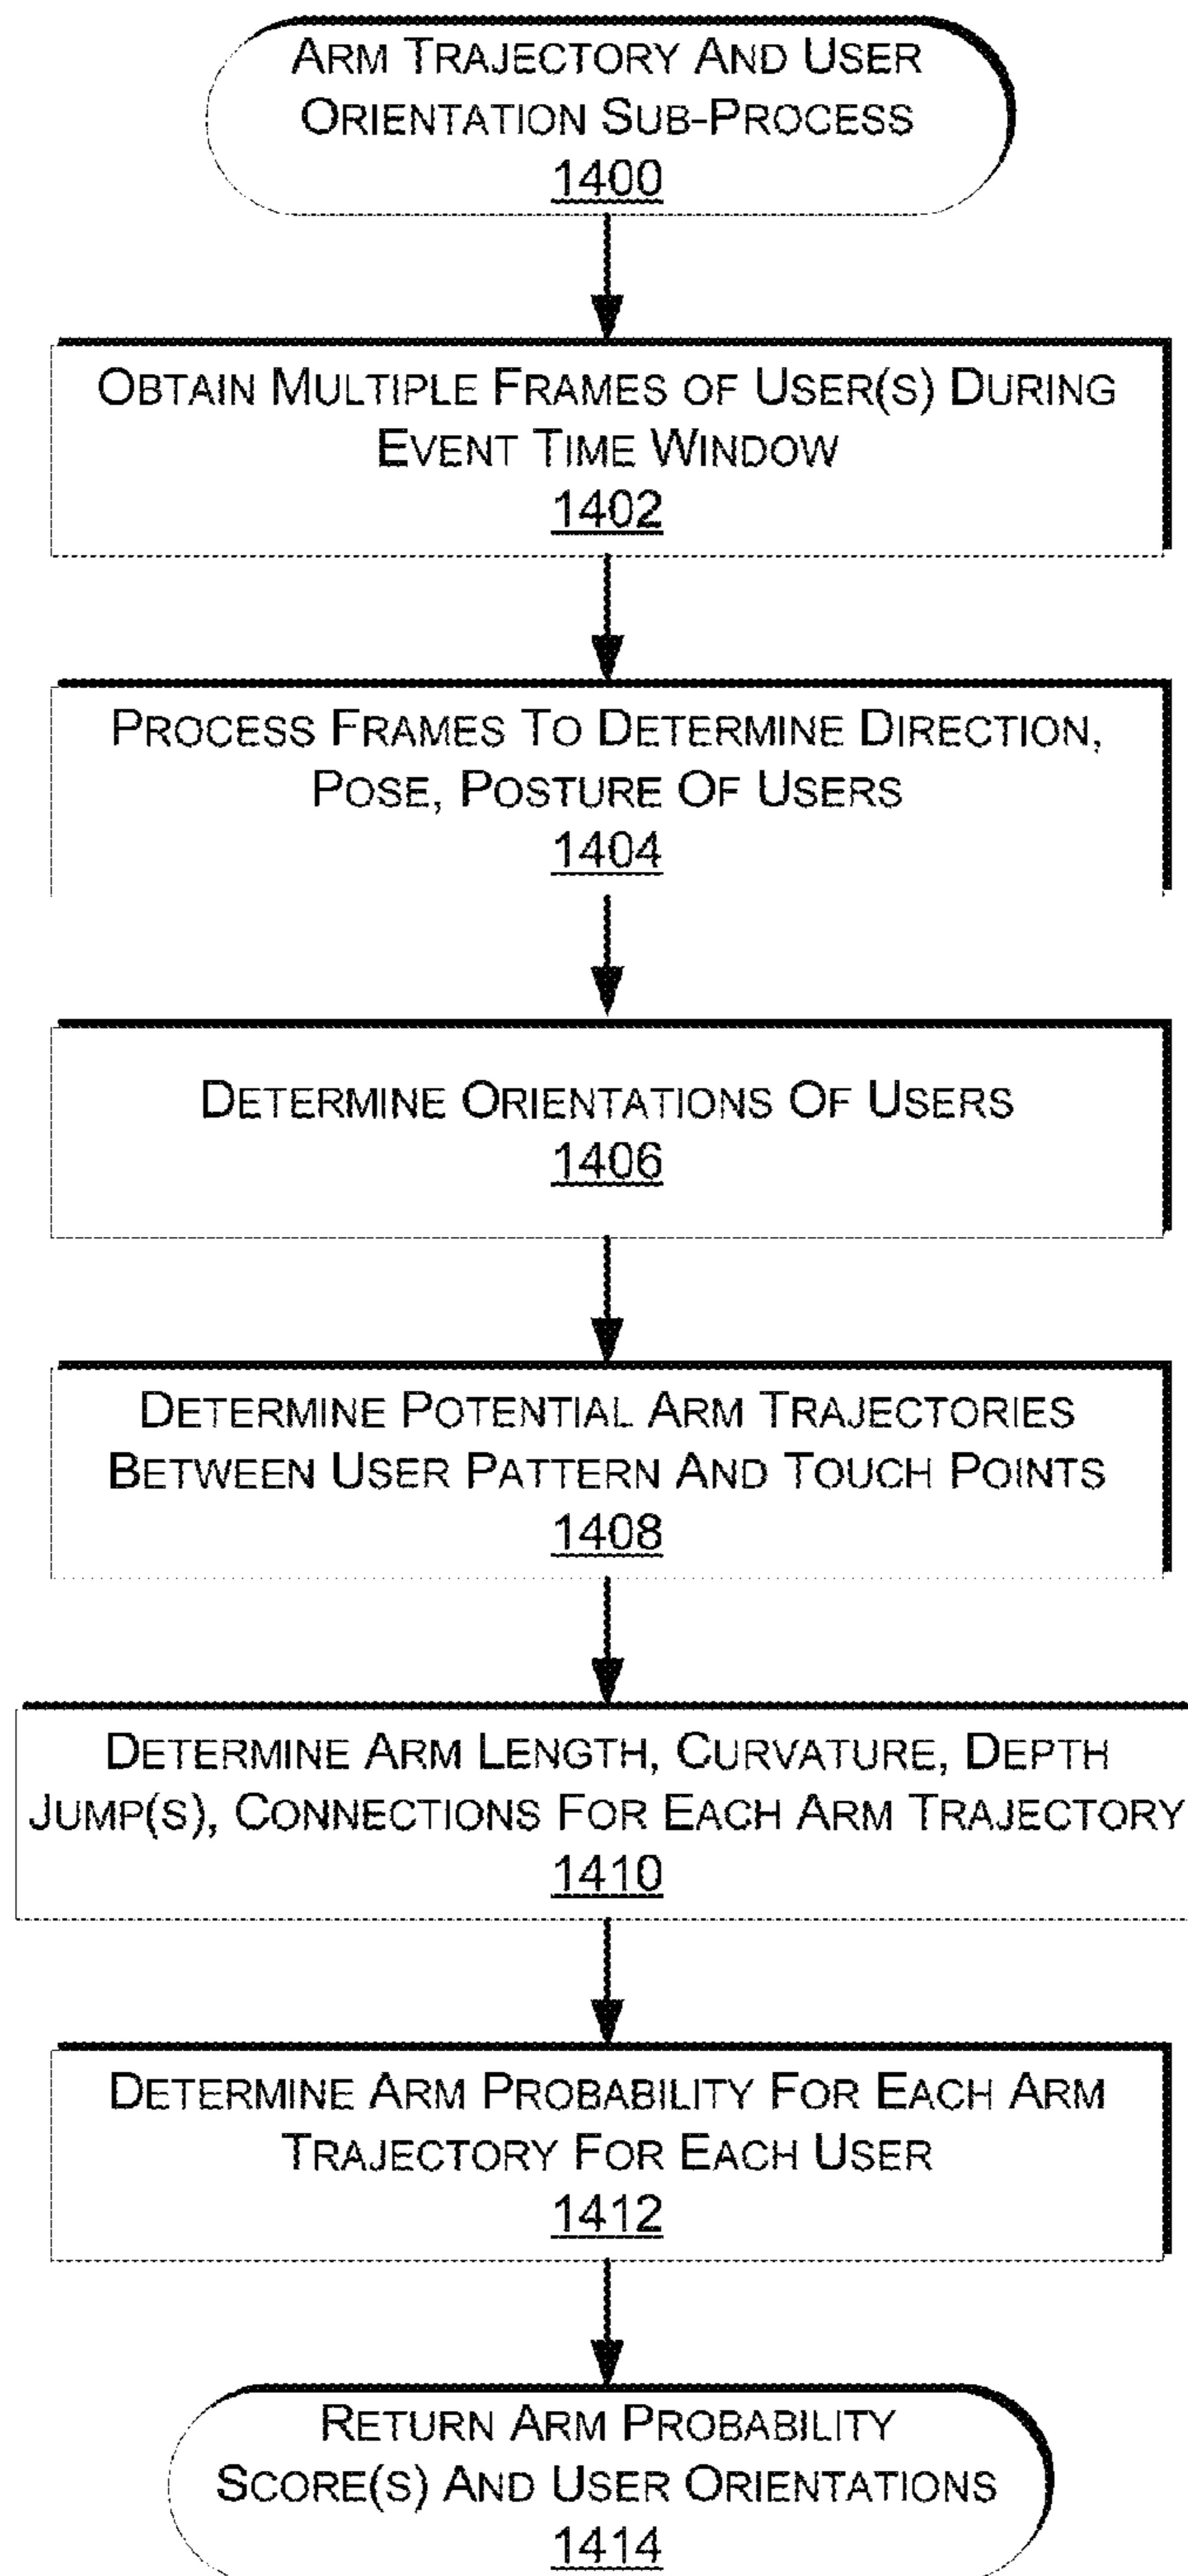 ARM TRAJECTORY AND USER
ORIENTATION SUB-PROCESS
1400
OBTAIN MULTIPLE FRAMES OF USER(S) DURING
EVENT TIME WINDOW
1402
PROCESS FRAMES TO DETERMINE DIRECTION,
POSE, POSTURE OF USERS
1404
DETERMINE ORIENTATIONS OF USERS
1406
DETERMINE POTENTIAL ARM TRAJECTORIES
BETWEEN USER PATTERN AND TOUCH POINTS
1408
DETERMINE ARM LENGTH, CURVATURE, DEPTH
JUMP(S), CONNECTIONS FOR EACH ARM TRAJECTORY
1410
DETERMINE ARM PROBABILITY FOR EACH ARM
TRAJECTORY FOR EACH USER
1412
RETURN ARM PROBABILITY
SCORE(S) AND USER ORIENTATIONS
1414